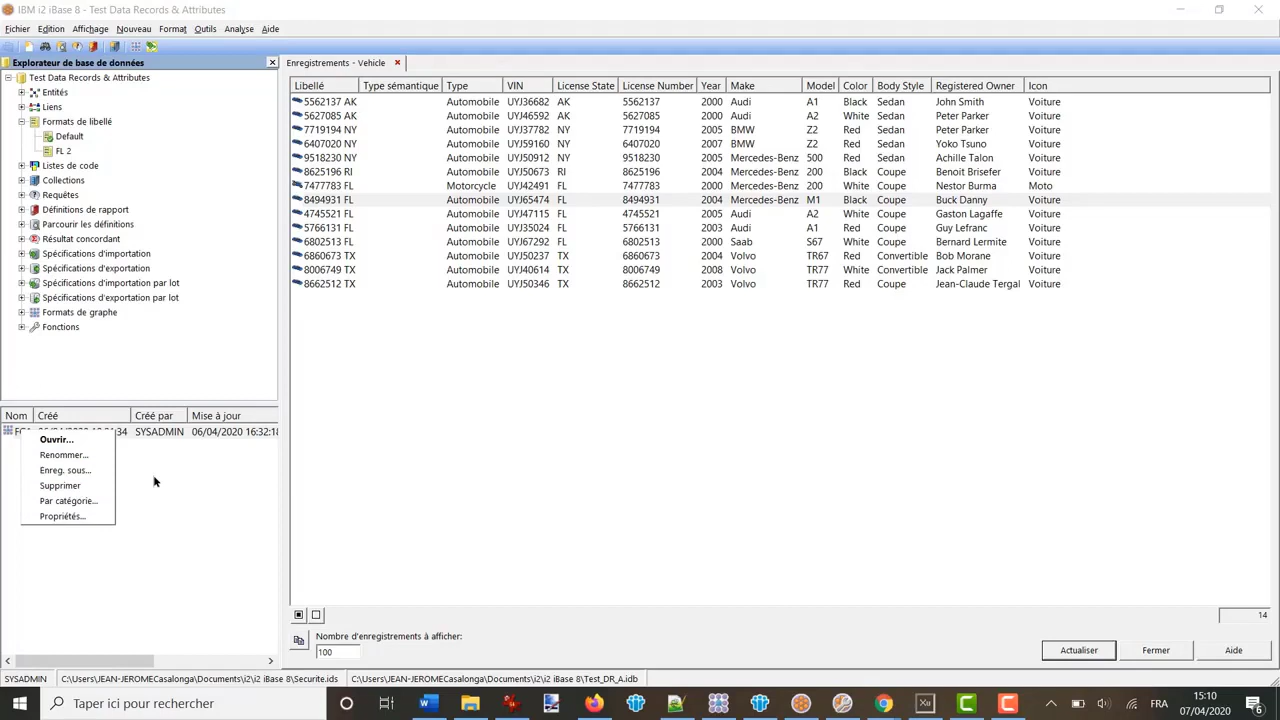 IBM i2 iBase 8 - Test Data Records & Attributes
Fichier Edition Affichage Nouveau Format Outils Analyse Aide
Explorateur de base de données
Test Data Records & Attributes
Entités
Liens
Formats de libellé
Default
FL 2
Listes de code
Collections
Requêtes
Définitions de rapport
Parcourir les définitions
Résultat concordant
Spécifications d'importation
Spécifications d'exportation
Spécifications d'importation par lot
Spécifications d'exportation par lot
Formats de graphe
Fonctions
Nom Créé Créé par Mise à jour
34 SYSADMIN 06/04/2020 16:32:18
Ouvrir...
Renommer...
Enreg. sous...
Supprimer
Par catégorie...
Propriétés...
Enregistrements - Vehicle
Libellé Type sémantique Type VIN License State License Number Year Make Model Color Body Style Registered Owner Icon
5562137 AK Automobile UYJ36682 AK 5562137 2000 Audi A1 Black Sedan John Smith Voiture
5627085 AK Automobile UYJ46592 AK 5627085 2000 Audi A2 White Sedan Peter Parker Voiture
7719194 NY Automobile UYJ37782 NY 7719194 2005 BMW Z2 Red Sedan Peter Parker Voiture
6407020 NY Automobile UYJ59160 NY 6407020 2007 BMW Z2 Red Sedan Yoko Tsuno Voiture
9518230 NY Automobile UYJ50912 NY 9518230 2005 Mercedes-Benz 500 Red Sedan Achille Talon Voiture
8625196 RI Automobile UYJ50673 RI 8625196 2004 Mercedes-Benz 200 Black Coupe Benoit Brisefer Voiture
7477783 FL Motorcycle UYJ42491 FL 7477783 2000 Mercedes-Benz 200 White Coupe Nestor Burma Moto
8494931 FL Automobile UYJ65474 FL 8494931 2004 Mercedes-Benz M1 Black Coupe Buck Danny Voiture
4745521 FL Automobile UYJ47115 FL 4745521 2005 Audi A2 White Coupe Gaston Lagaffe Voiture
5766131 FL Automobile UYJ35024 FL 5766131 2003 Audi A1 Red Coupe Guy Lefranc Voiture
6802513 FL Automobile UYJ67292 FL 6802513 2000 Saab S67 White Coupe Bernard Lermite Voiture
6860673 TX Automobile UYJ50237 TX 6860673 2004 Volvo TR67 Red Convertible Bob Morane Voiture
8006749 TX Automobile UYJ40614 TX 8006749 2008 Volvo TR77 White Convertible Jack Palmer Voiture
8662512 TX Automobile UYJ50346 TX 8662512 2003 Volvo TR77 Red Coupe Jean-Claude Tergal Voiture
14
Nombre d'enregistrements à afficher:
100
Actualiser Fermer Aide
SYSADMIN C:\Users\JEAN-JEROMECasalonga\Documents\i2\i2 iBase 8\Securite.ids C:\Users\JEAN-JEROMECasalonga\Documents\i2\i2 iBase 8\Test_DR_A.idb
Taper ici pour rechercher
FRA
15:10
07/04/2020
6